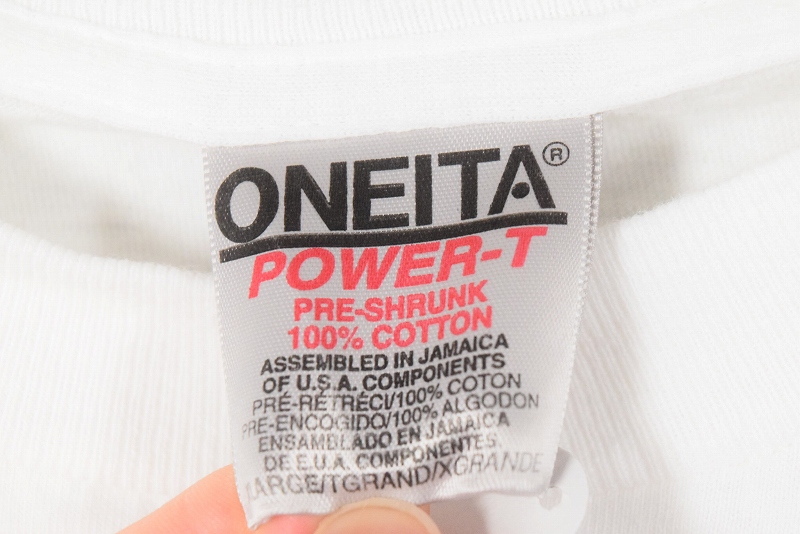 ONEITA®
POWER-T
PRE-SHRUNK
100% COTTON
ASSEMBLED IN JAMAICA
OF U.S.A. COMPONENTS
PRÉ-RÉTRÉCI/100% COTON
PRE-ENCOGIDO/100% ALGODON
ENSAMBLADO EN JAMAICA
DE E.U.A. COMPONENTES.
LARGE/TGRAND/XGRANDE